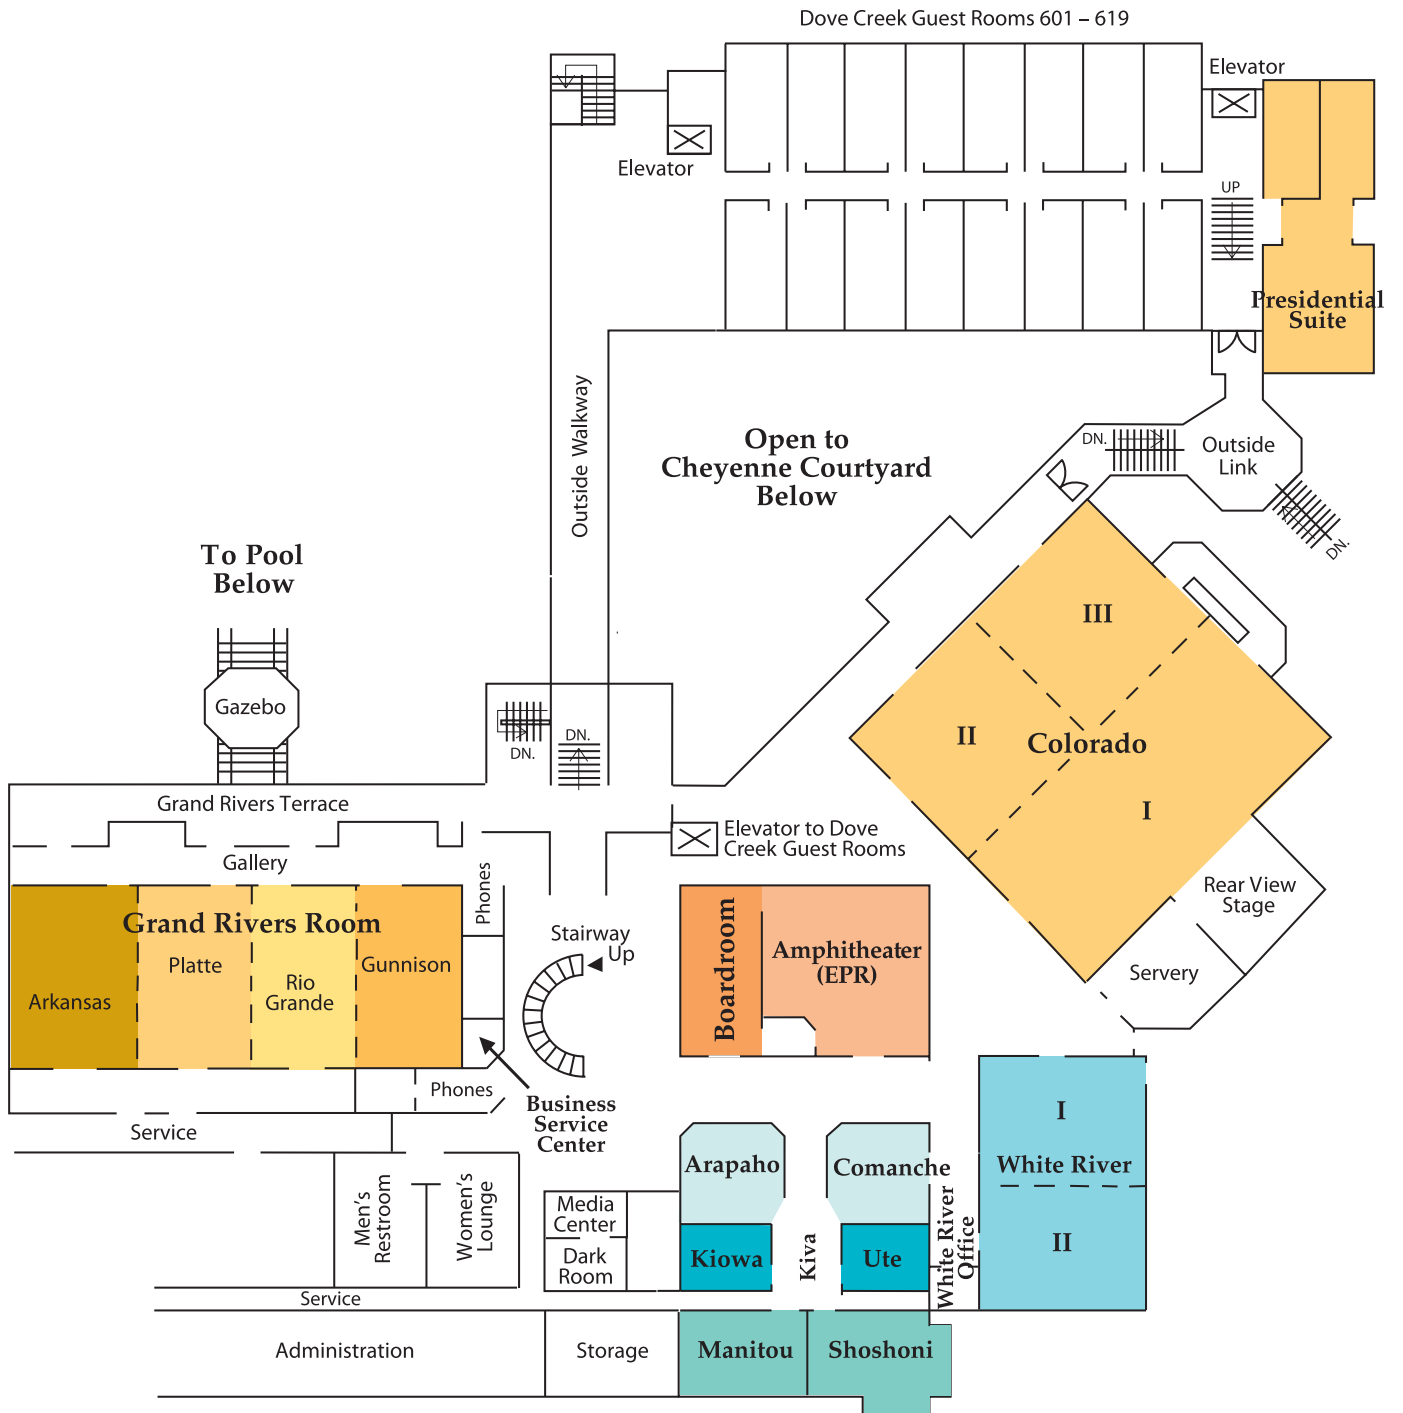 Dove Creek Guest Rooms 601 – 619
Elevator
Elevator
UP
Presidential
Suite
Outside Walkway
Open to
Cheyenne Courtyard
Below
DN.
Outside
Link
DN.
To Pool
Below
Gazebo
III
II
Colorado
I
DN.
DN.
Grand Rivers Terrace
Gallery
Elevator to Dove
Creek Guest Rooms
Phones
Rear View
Stage
Servery
Grand Rivers Room
Arkansas
Platte
Rio
Grande
Gunnison
Stairway
Up
Boardroom
Amphitheater
(EPR)
Phones
Business
Service
Center
Service
I
White River
II
Arapaho
Comanche
Men's
Restroom
Women's
Lounge
Media
Center
Dark
Room
Kiowa
Kiva
Ute
White River
Office
Service
Administration
Storage
Manitou
Shoshoni